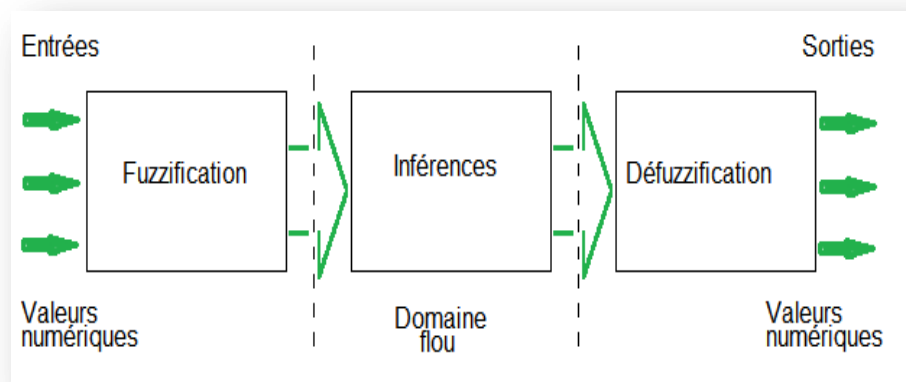 Entrées
Sorties
Fuzzification
Inférences
Défuzzification
Valeurs
numériques
Domaine
flou
Valeurs
numériques